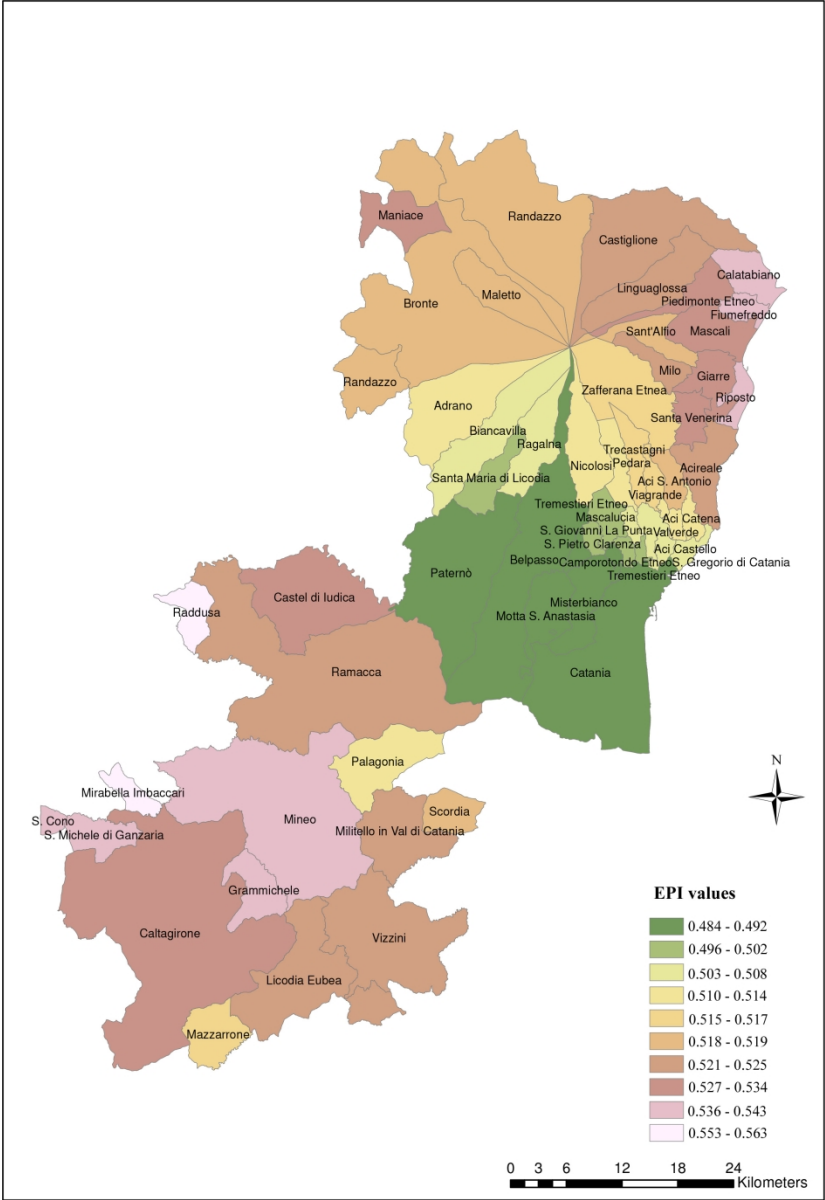 Maniace
Randazzo
Castiglione
Calatabiano
Linguaglossa
Piedimonte Etneo
Bronte
Maletto
Fiumefreddo
Sant'Alfio
Mascali
Milo
Giarre
Randazzo
Zafferana Etnea
Riposto
Adrano
Santa Venerina
Biancavilla
Ragalna
Trecastagni
Nicolosi
Pedara
Acireale
Santa Maria di Licodia
Aci S. Antonio
Viagrande
Tremestieri Etneo
Mascalucia
Aci Catena
S. Giovanni La Punta
Valverde
S. Pietro Clarenza
Aci Castello
Belpasso
Camporotondo Etneo
S. Gregorio di Catania
Paternò
Tremestieri Etneo
Castel di Iudica
Misterbianco
Raddusa
Motta S. Anastasia
Ramacca
Catania
Palagonia
N
Mirabella Imbaccari
Scordia
S. Cono
Mineo
Militello in Val di Catania
S. Michele di Ganzaria
Grammichele
Caltagirone
Vizzini
Licodia Eubea
Mazzarrone
EPI values
0.484 - 0.492
0.496 - 0.502
0.503 - 0.508
0.510 - 0.514
0.515 - 0.517
0.518 - 0.519
0.521 - 0.525
0.527 - 0.534
0.536 - 0.543
0.553 - 0.563
0 3 6 12 18 24
Kilometers